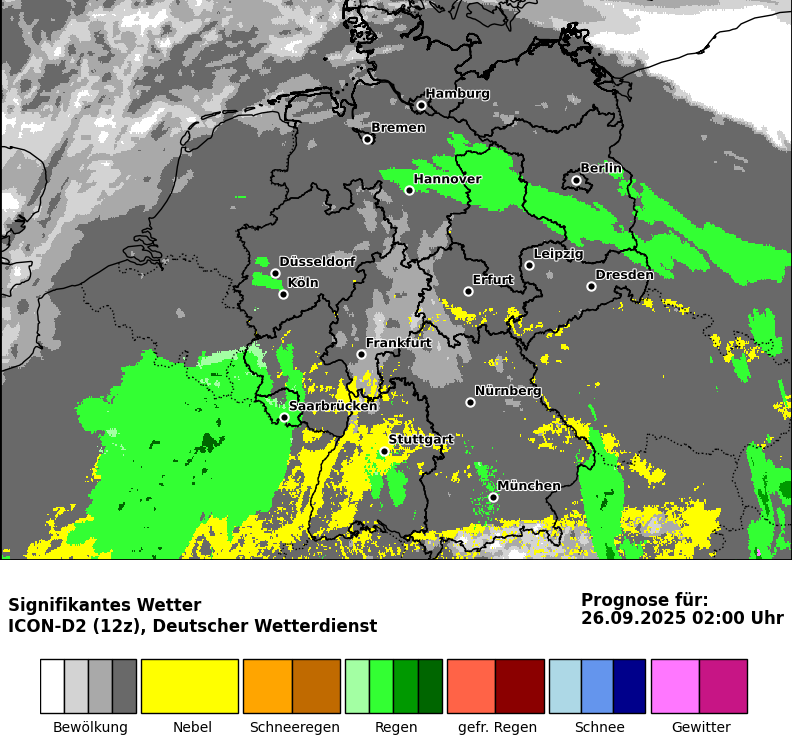 Hamburg
Bremen
Berlin
Hannover
Leipzig
Düsseldorf
Dresden
Köln
Erfurt
Frankfurt
Nürnberg
Saarbrücken
Stuttgart
München
Signifikantes Wetter
ICON-D2 (12z), Deutscher Wetterdienst
Prognose für:
26.09.2025 02:00 Uhr
Bewölkung
Nebel
Schneeregen
Regen
gefr. Regen
Schnee
Gewitter